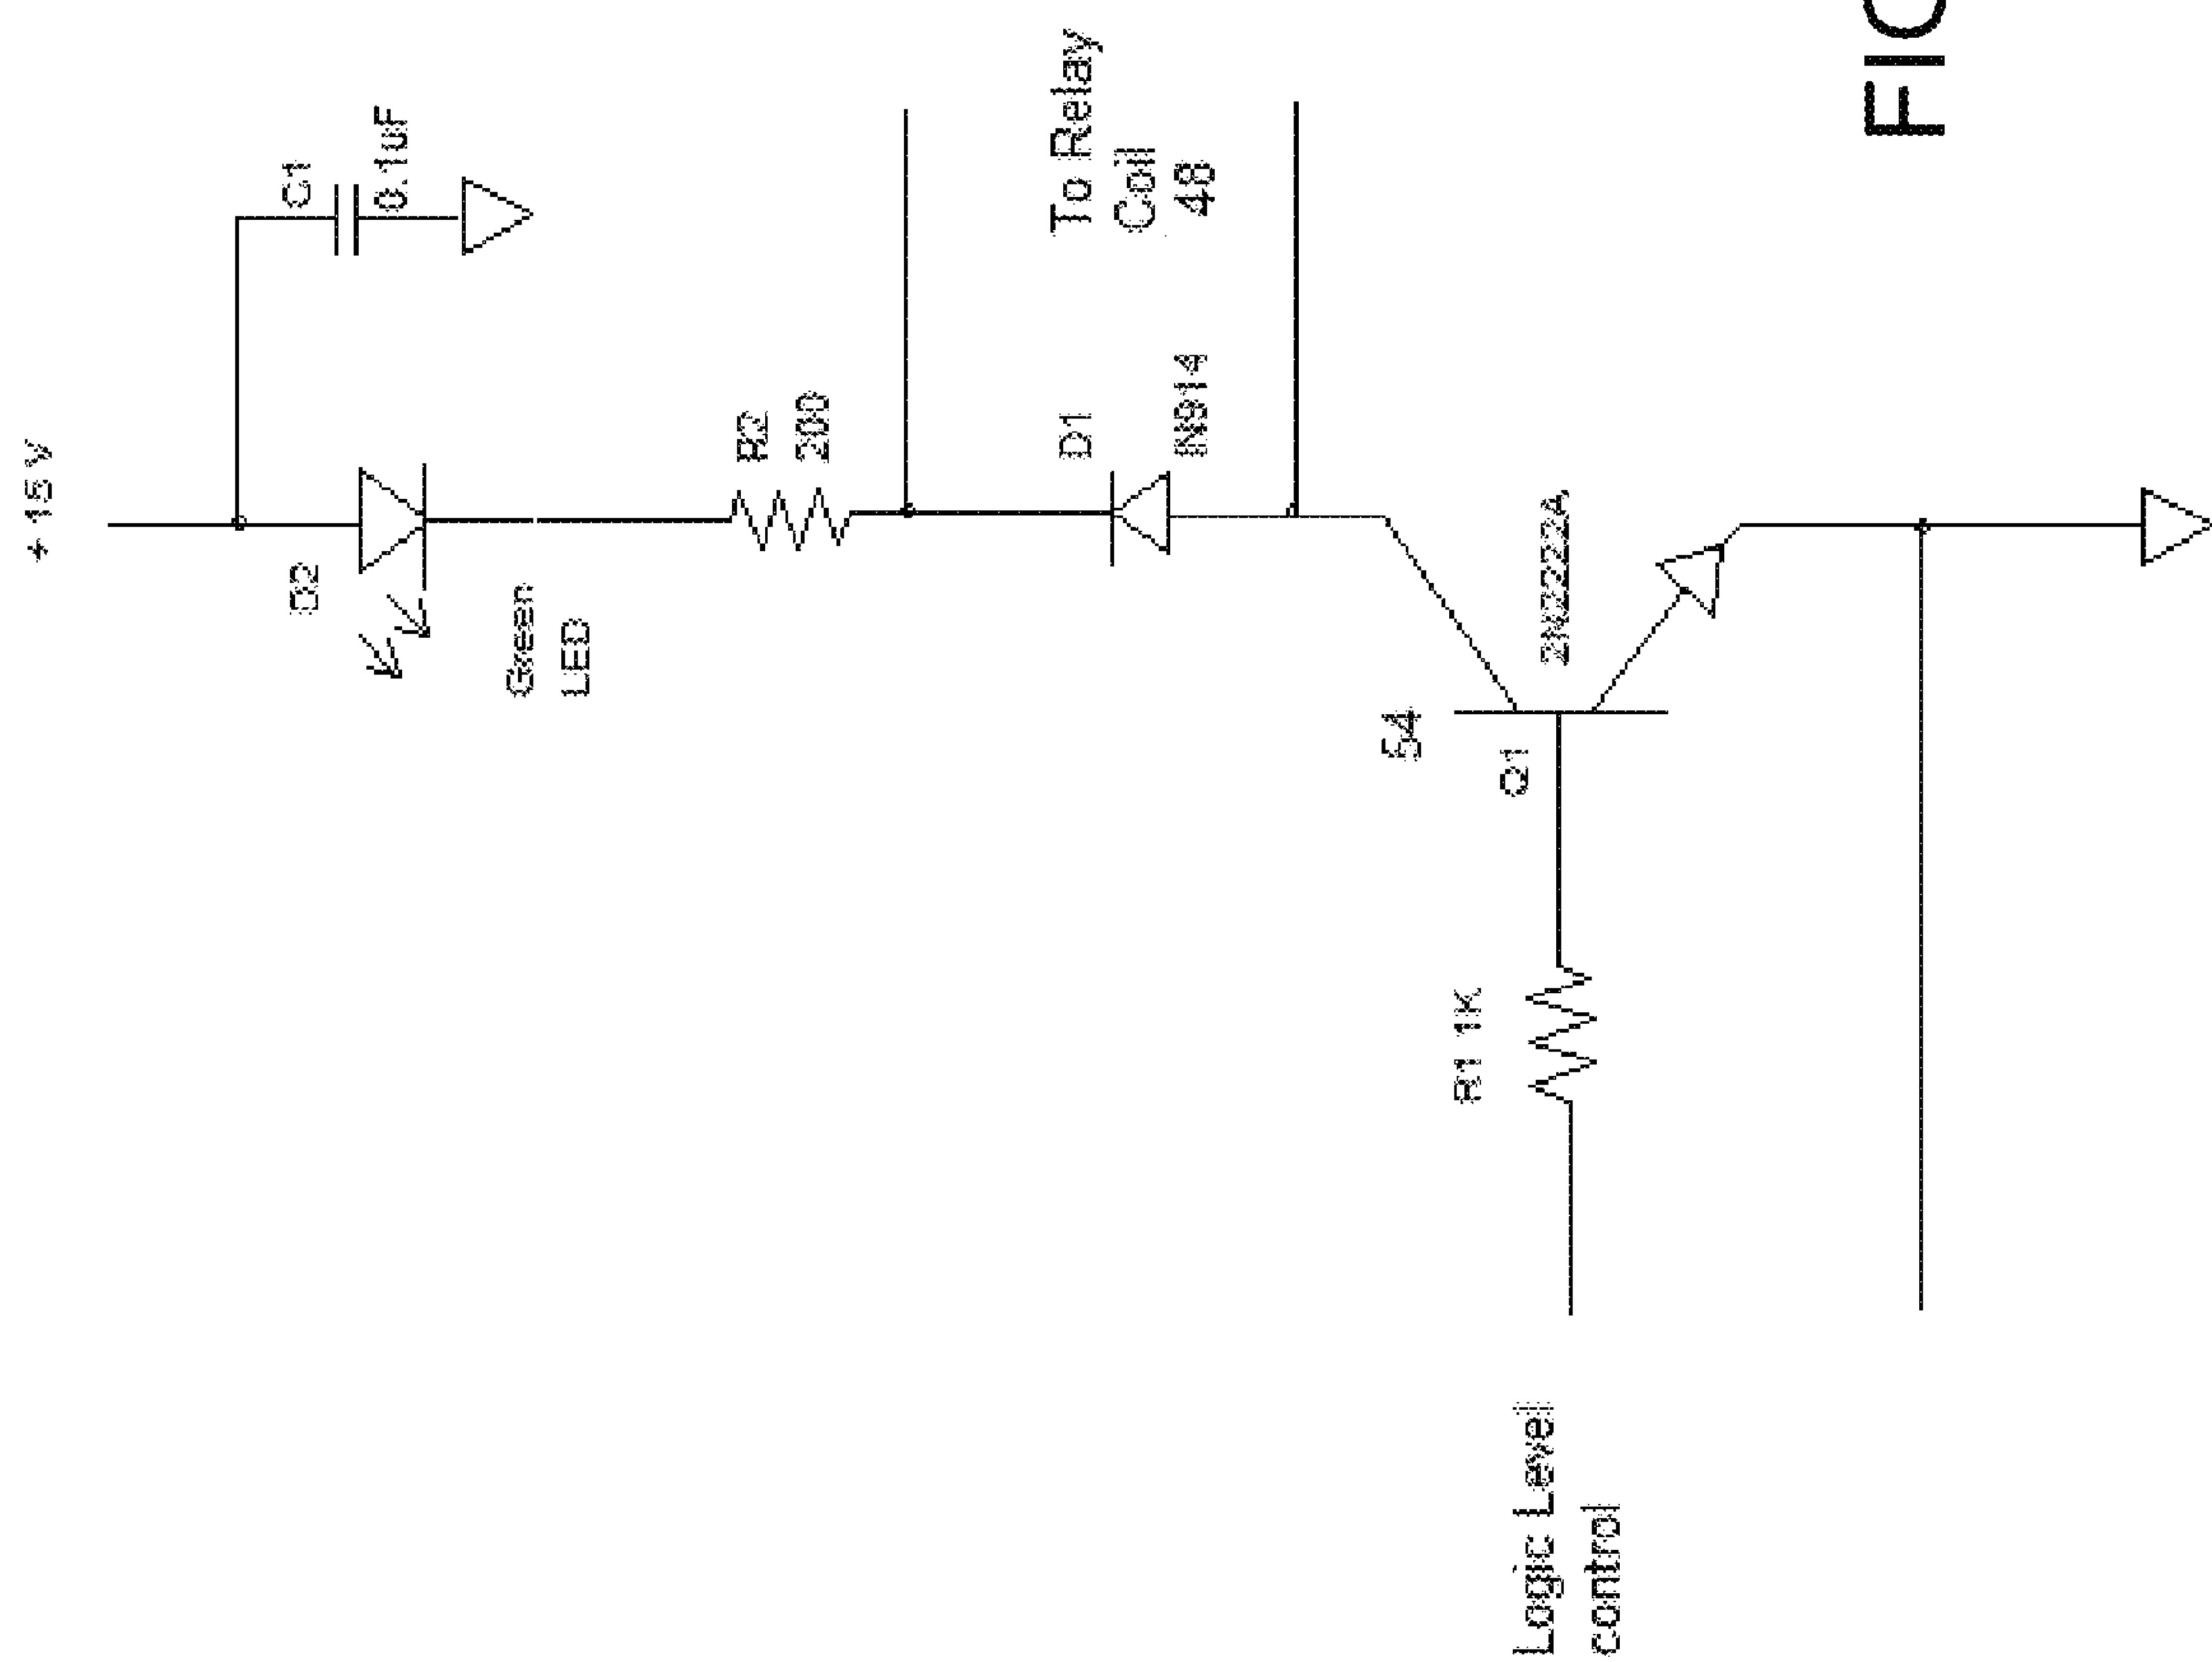 +15 V
C1
0.1uF
D2
Green
LED
R2
200
To Relay
Coil
48
D1
IN914
54
Q1
2N2222A
R1 1K
Logic Level
control